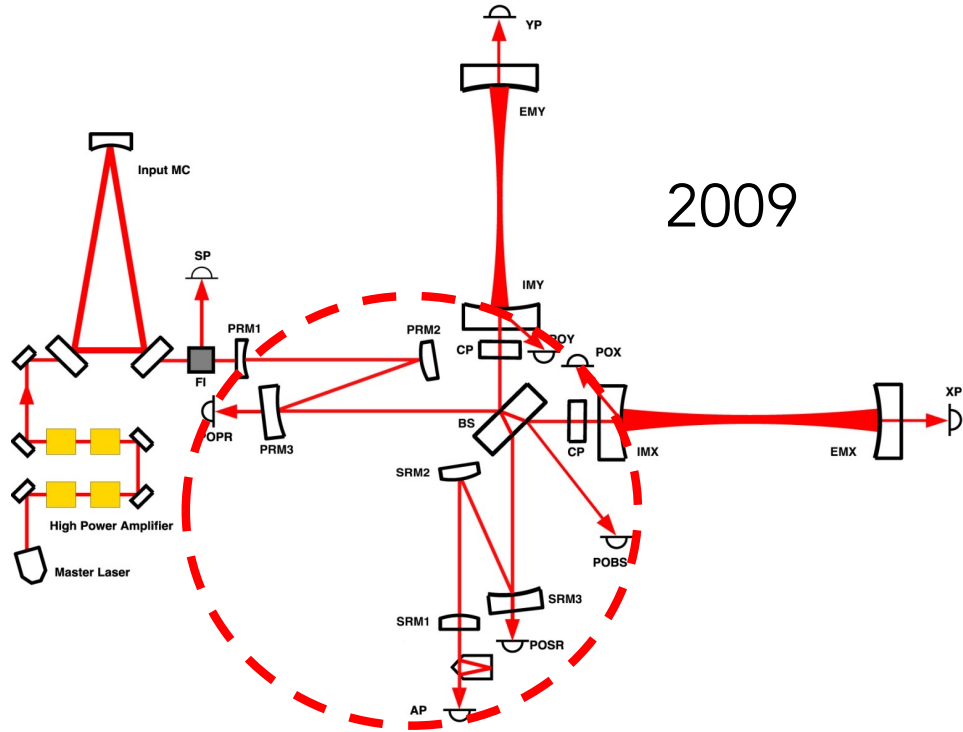 YP
EMY
Input MC
2009
SP
IMY
PRM1
PRM2
CP
POY
POX
FI
XP
POPR
BS
PRM3
CP
IMX
EMX
SRM2
High Power Amplifier
POBS
Master Laser
SRM3
SRM1
POSR
AP